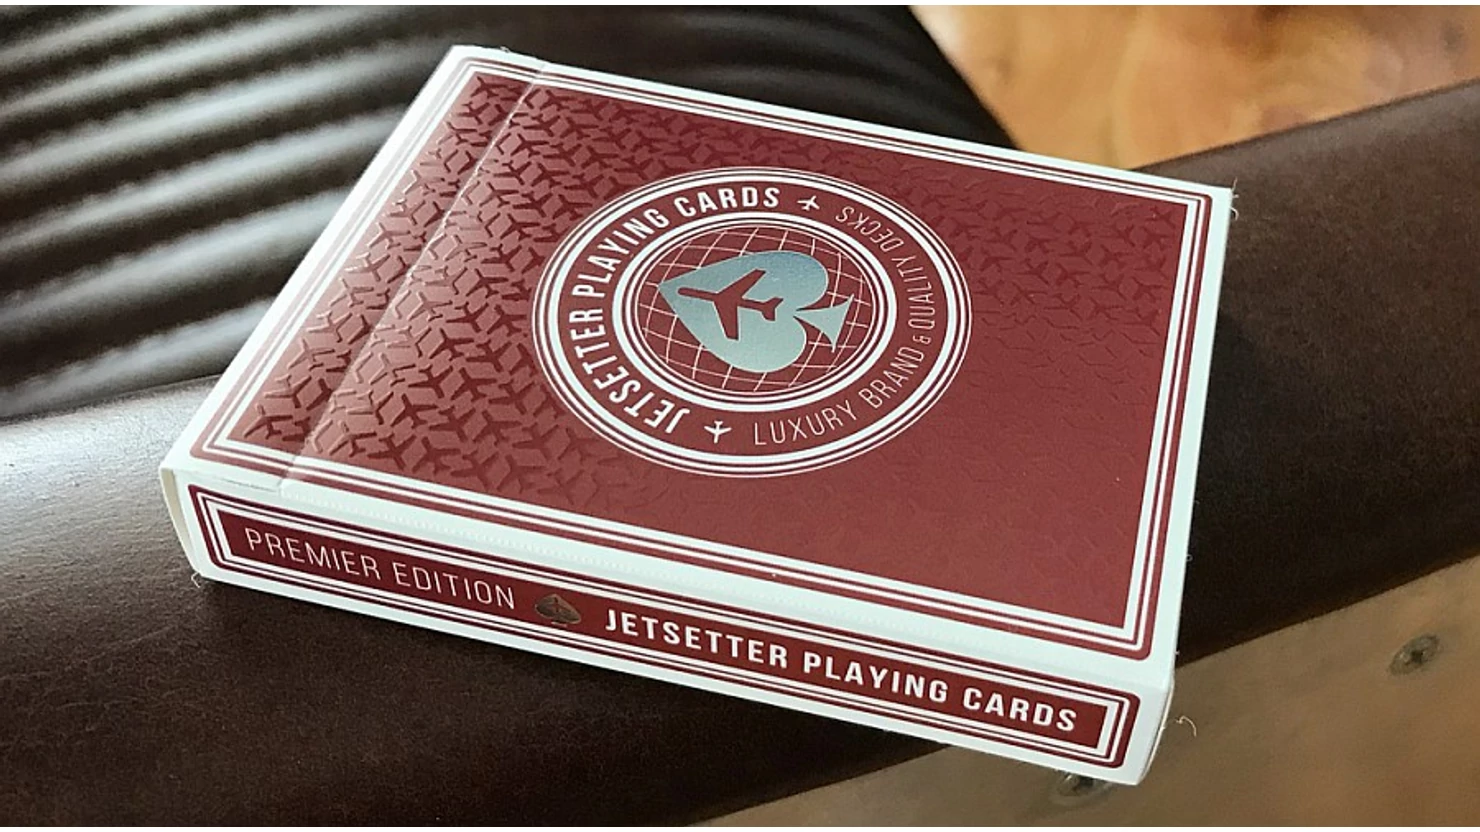 JETSETTER PLAYING CARDS
LUXURY BRAND & QUALITY DECKS
PREMIER EDITION JETSETTER PLAYING CARDS